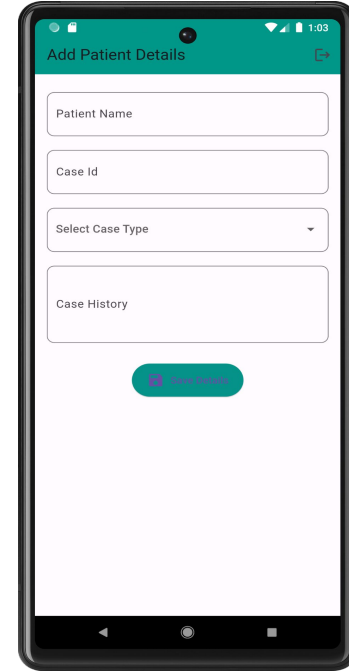 1:03
Add Patient Details
Patient Name
Case Id
Select Case Type
Case History
Save Details